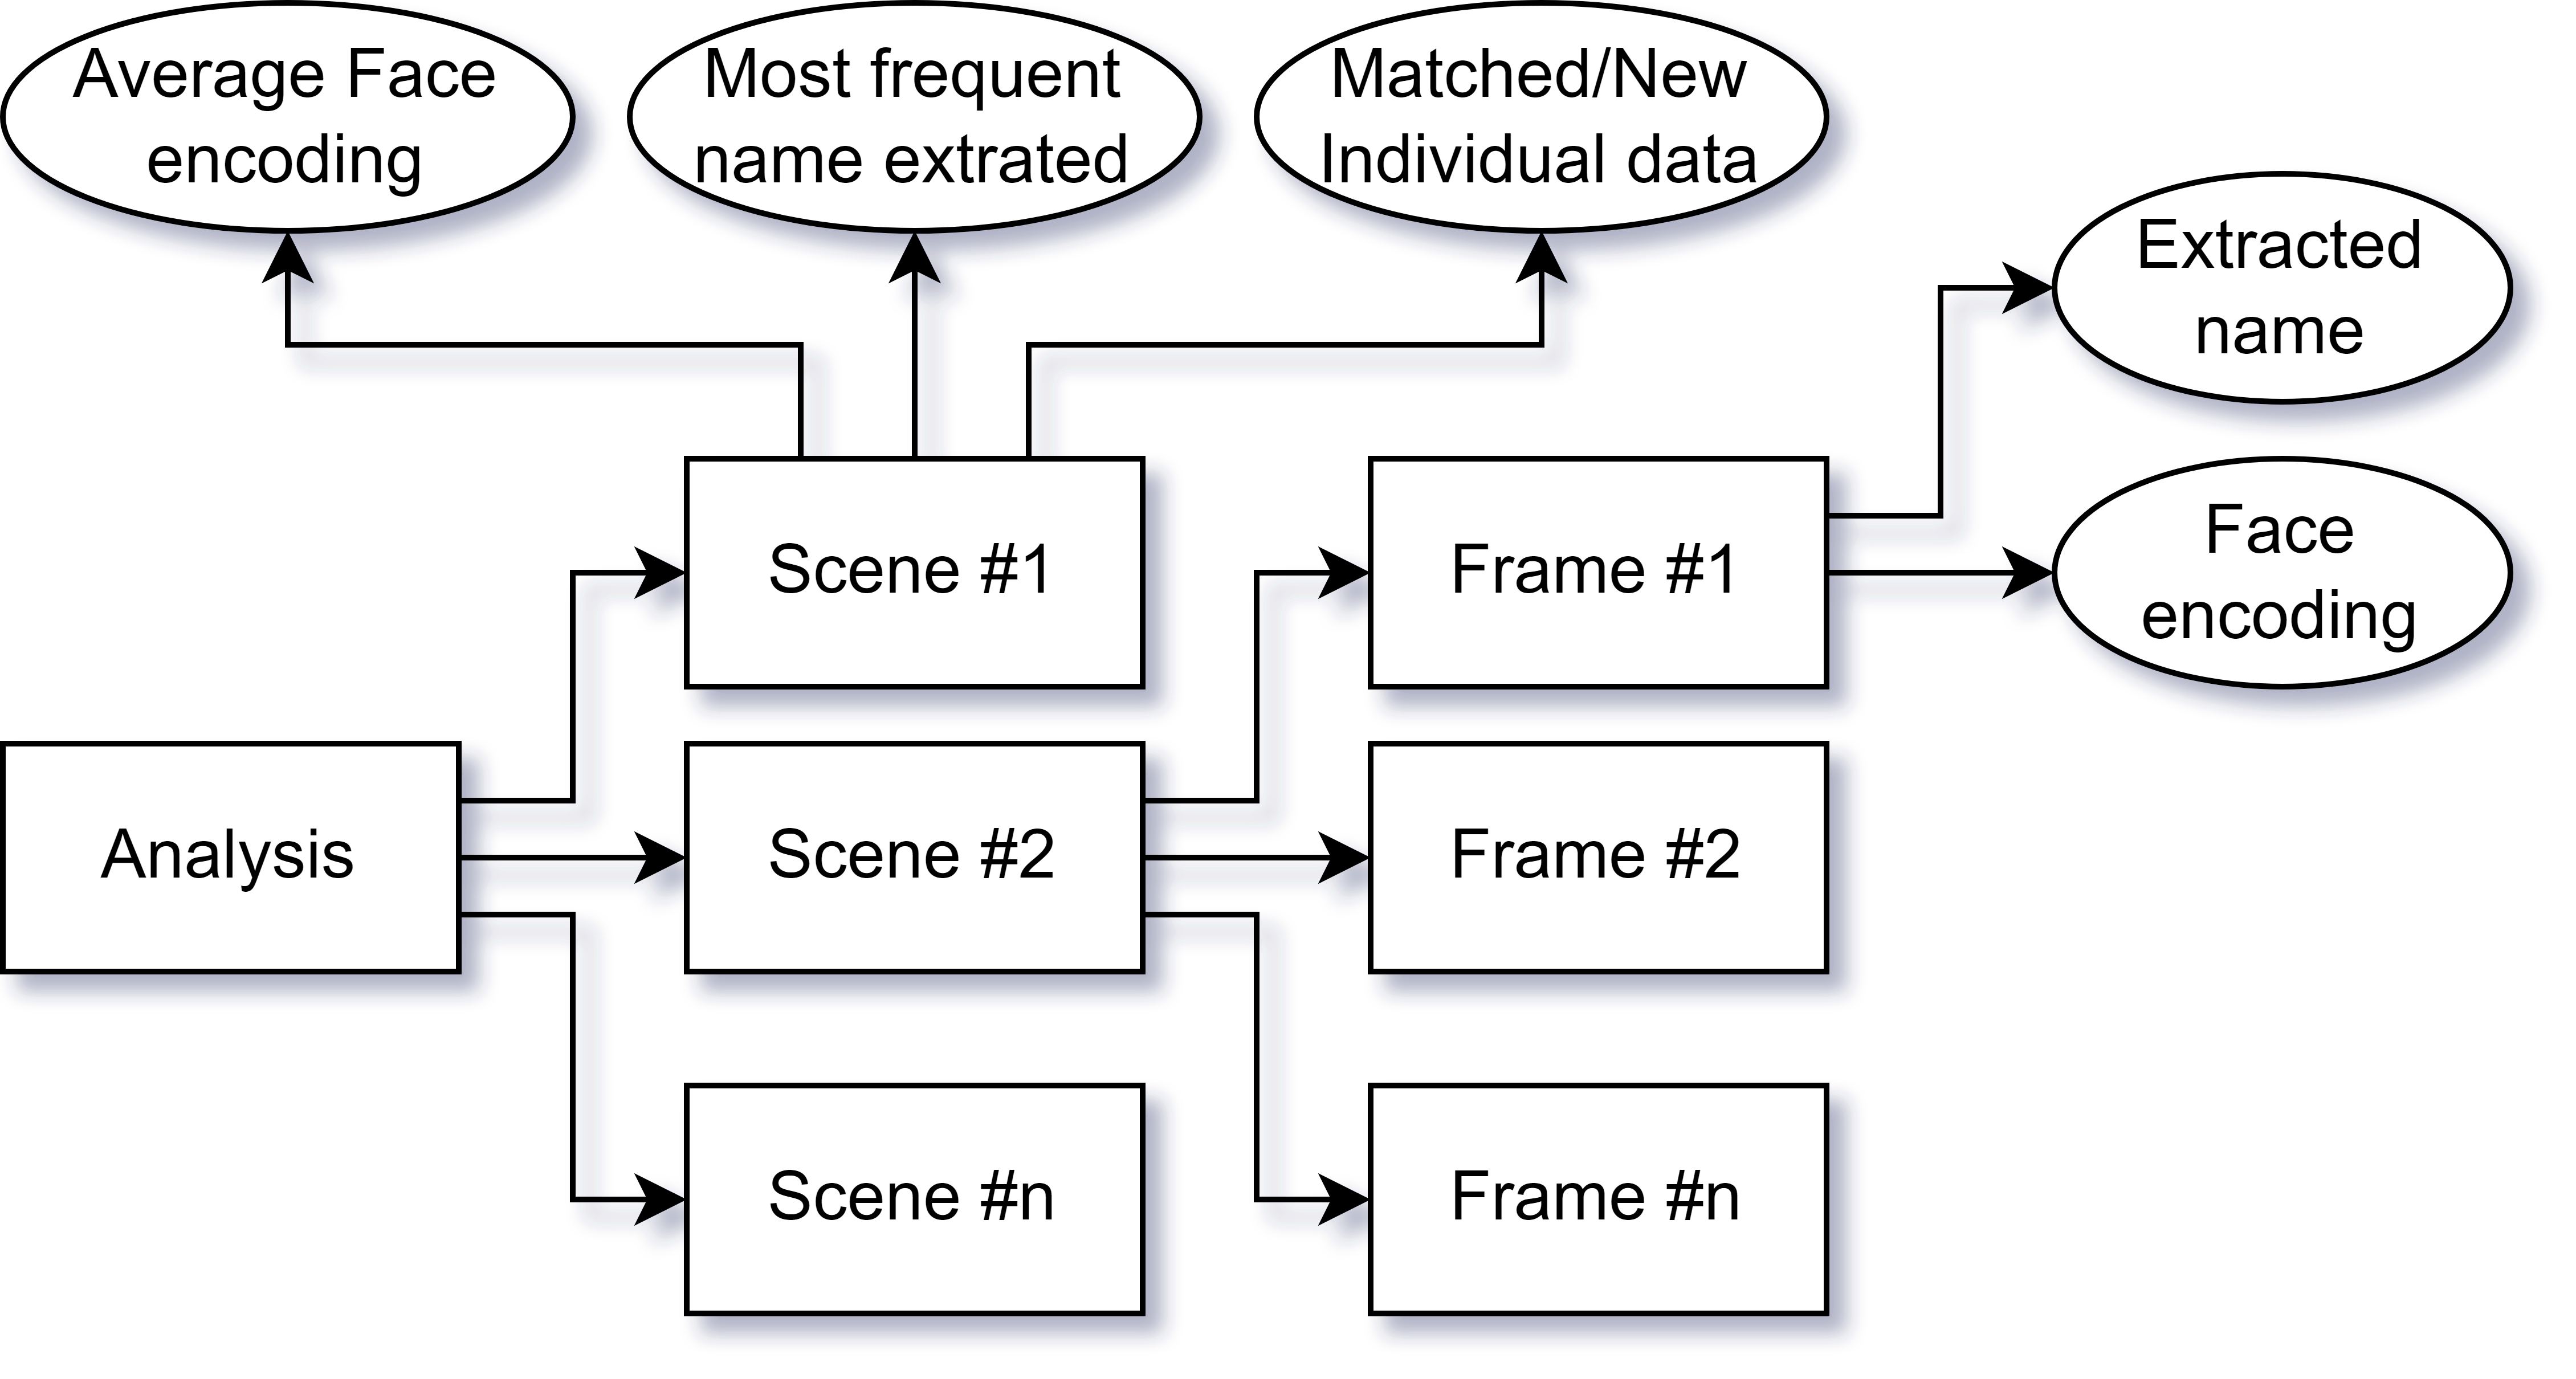 Average Face
encoding
Most frequent
name extrated
Matched/New
Individual data
Extracted
name
Scene #1
Frame #1
Face
encoding
Analysis
Scene #2
Frame #2
Scene #n
Frame #n